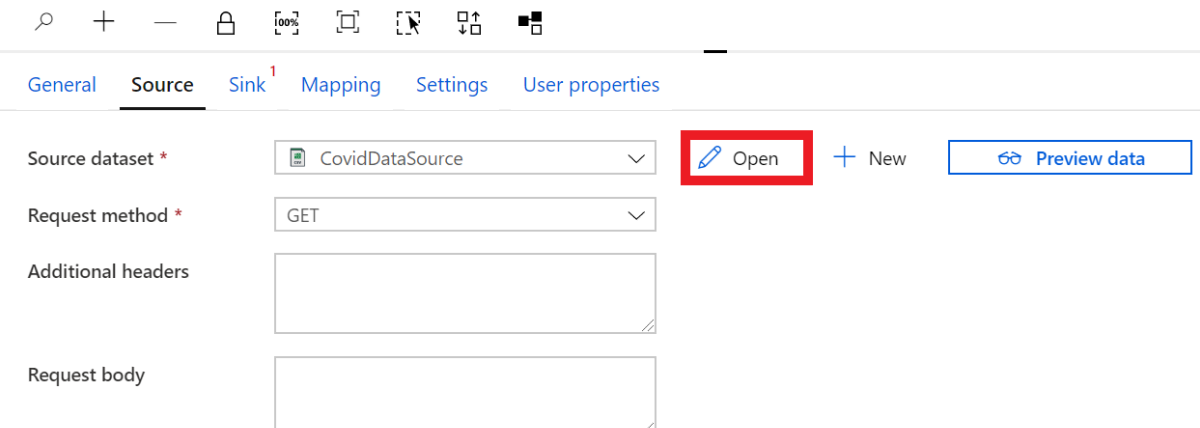 100%
General Source Sink 1 Mapping Settings User properties
Source dataset * CovidDataSource Open New Preview data
Request method * GET
Additional headers
Request body